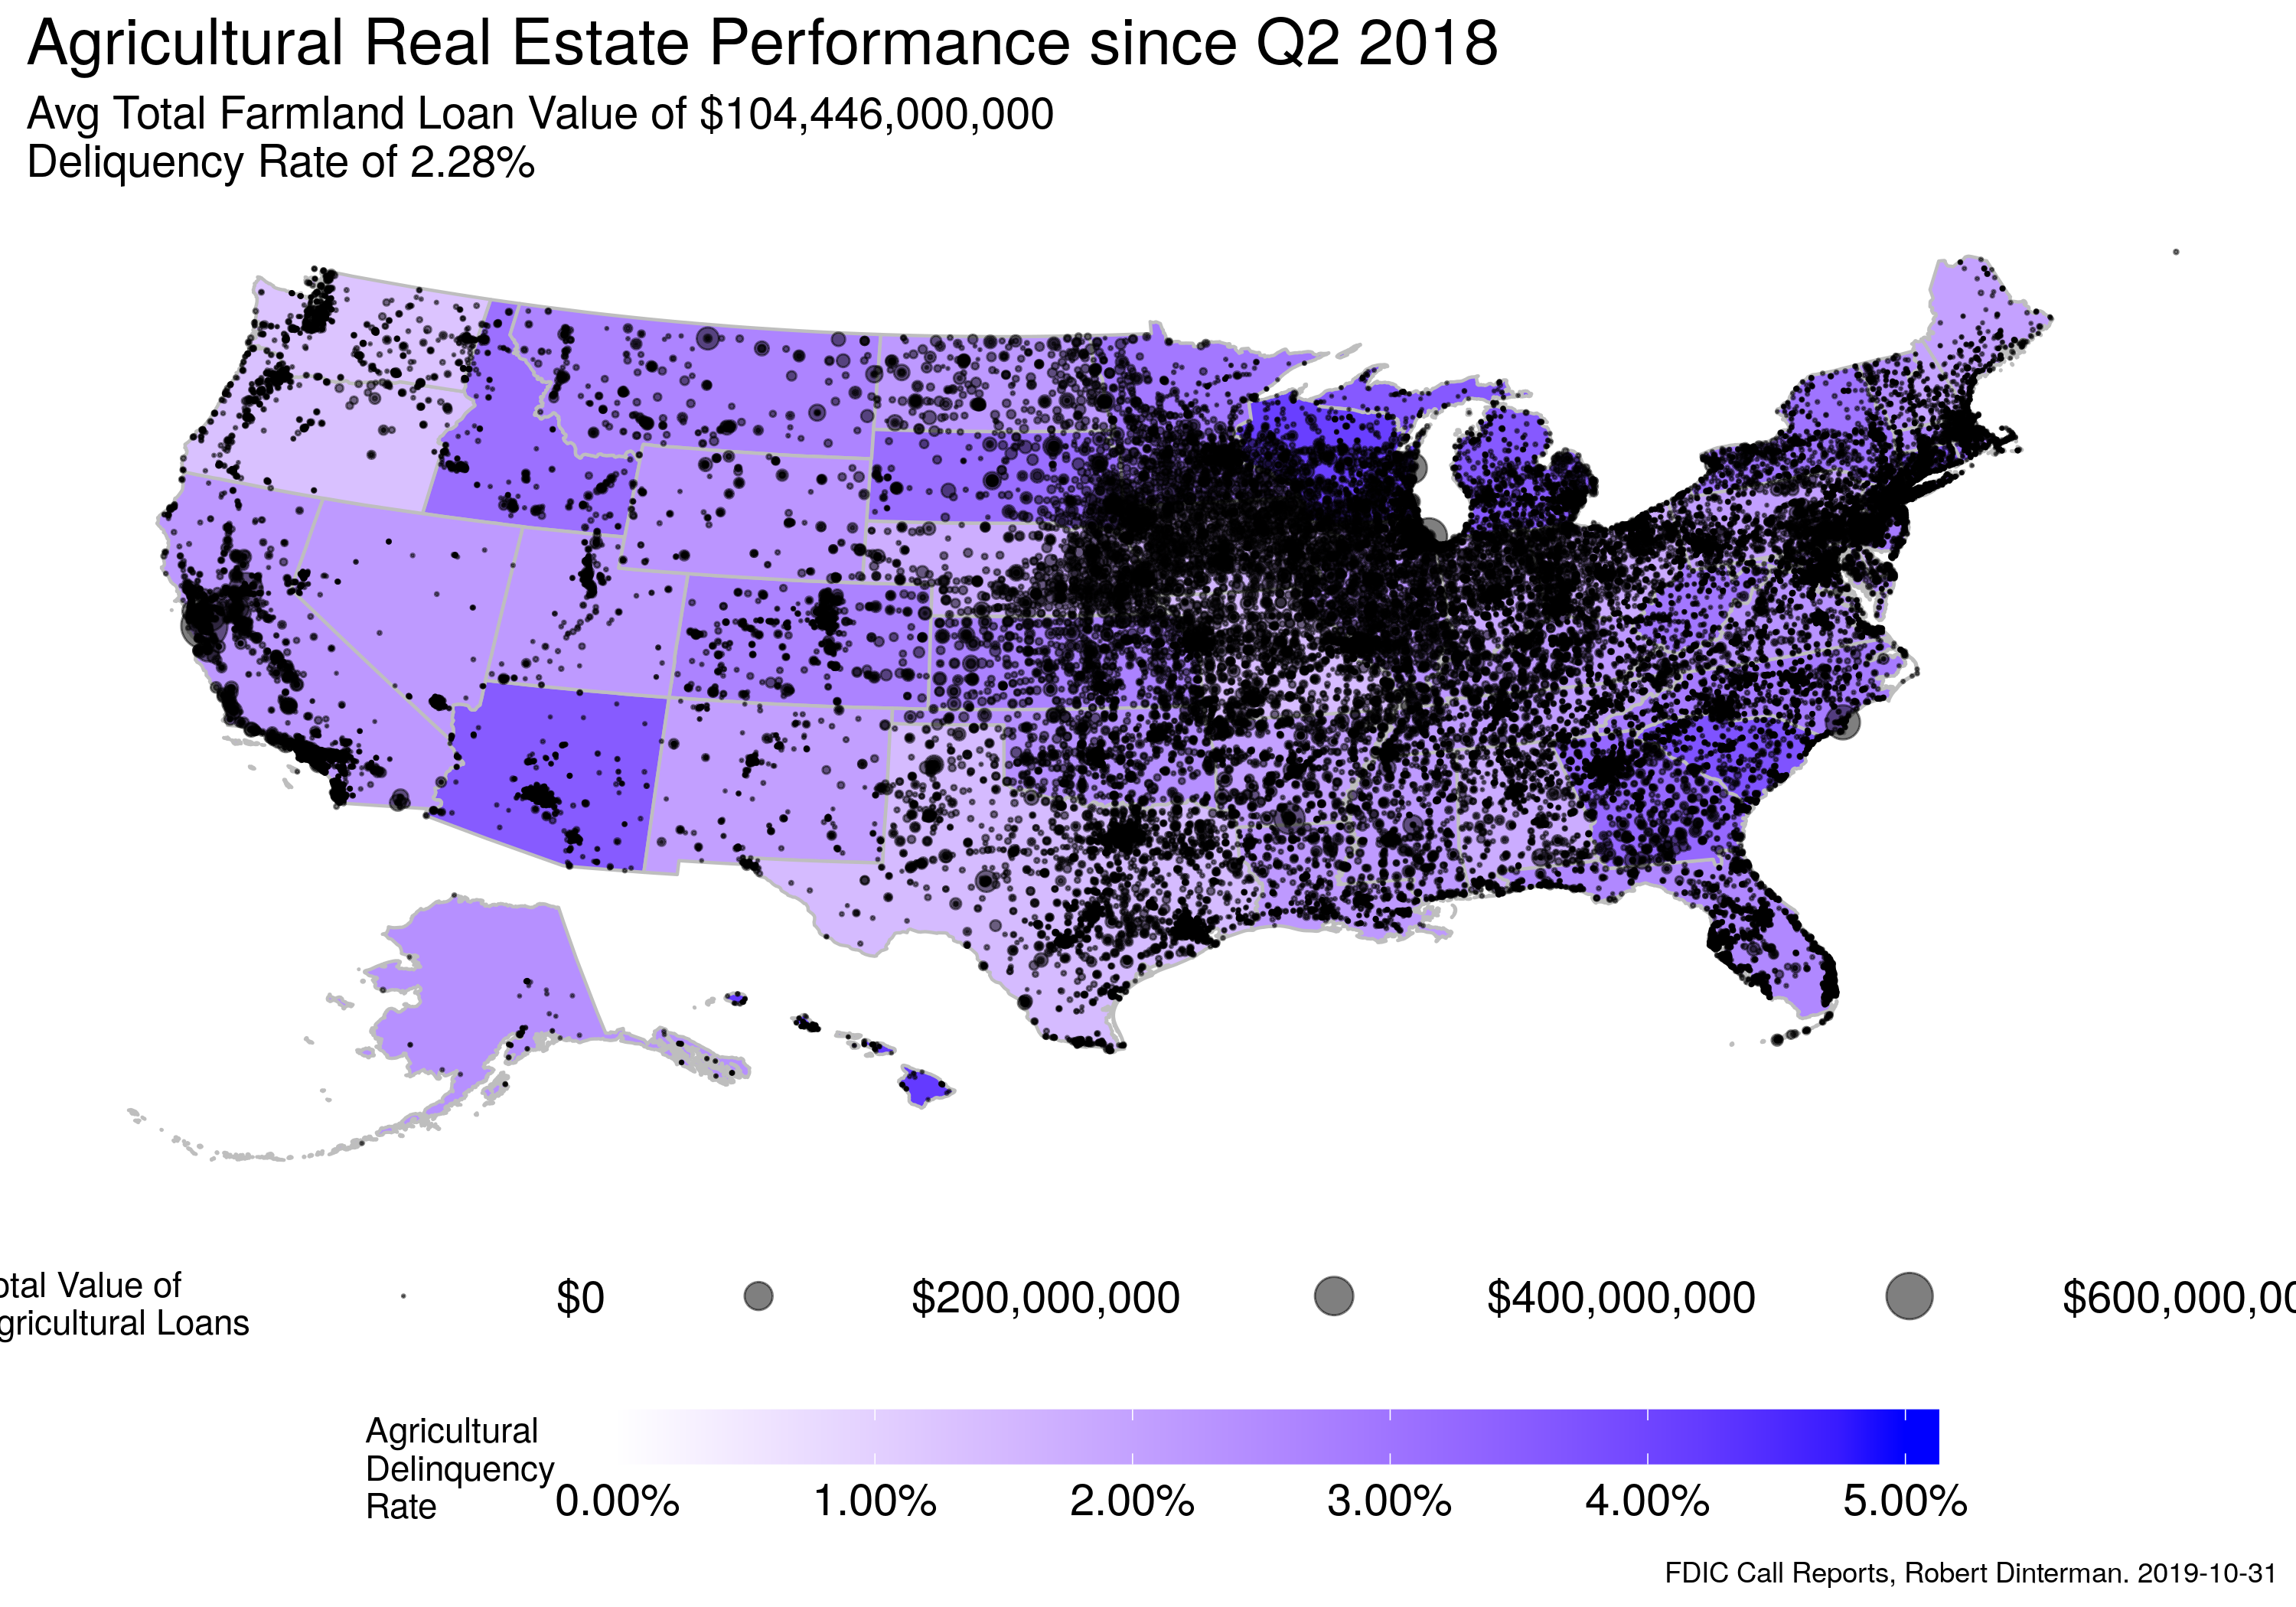 Agricultural Real Estate Performance since Q2 2018
Avg Total Farmland Loan Value of $104,446,000,000
Deliquency Rate of 2.28%
otal Value of
gricultural Loans
$0 $200,000,000 $400,000,000 $600,000,00
Agricultural
Delinquency
Rate
0.00% 1.00% 2.00% 3.00% 4.00% 5.00%
FDIC Call Reports, Robert Dinterman. 2019-10-31